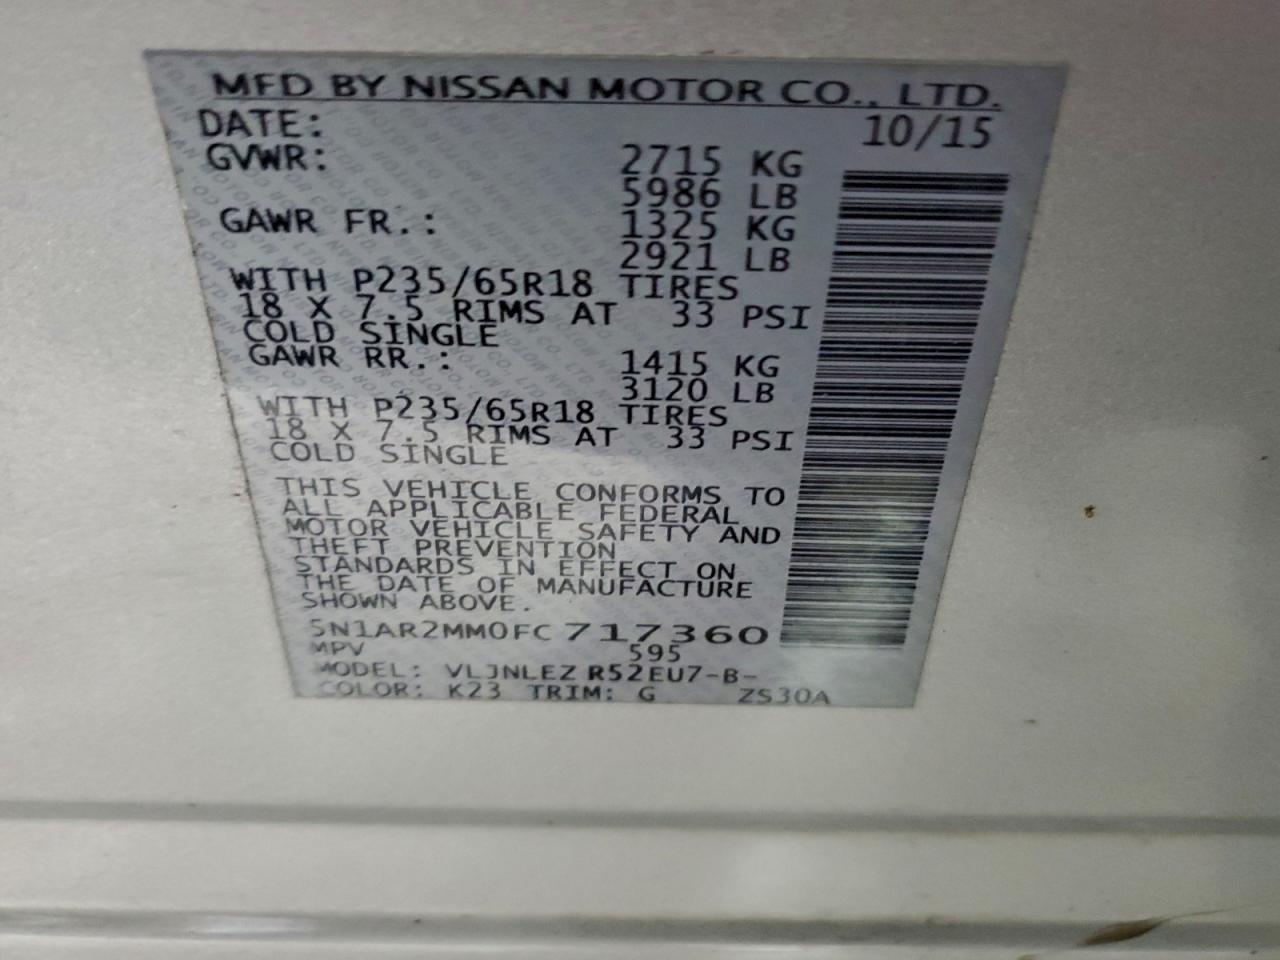 MFD BY NISSAN MOTOR CO., LTD.
DATE: 10/15
GVWR: 2715 KG
5986 LB
GAWR FR.: 1325 KG
2921 LB
WITH P235/65R18 TIRES
18 X 7.5 RIMS AT 33 PSI
COLD SINGLE
GAWR RR.: 1415 KG
3120 LB
WITH P235/65R18 TIRES
18 X 7.5 RIMS AT 33 PSI
COLD SINGLE
THIS VEHICLE CONFORMS TO
ALL APPLICABLE FEDERAL
MOTOR VEHICLE SAFETY AND
THEFT PREVENTION
STANDARDS IN EFFECT ON
THE DATE OF MANUFACTURE
SHOWN ABOVE.
5N1AR2MM0FC717360
MPV 595
MODEL: VLJNLEZ R52EU7-B-
COLOR: K23 TRIM: G ZS30A